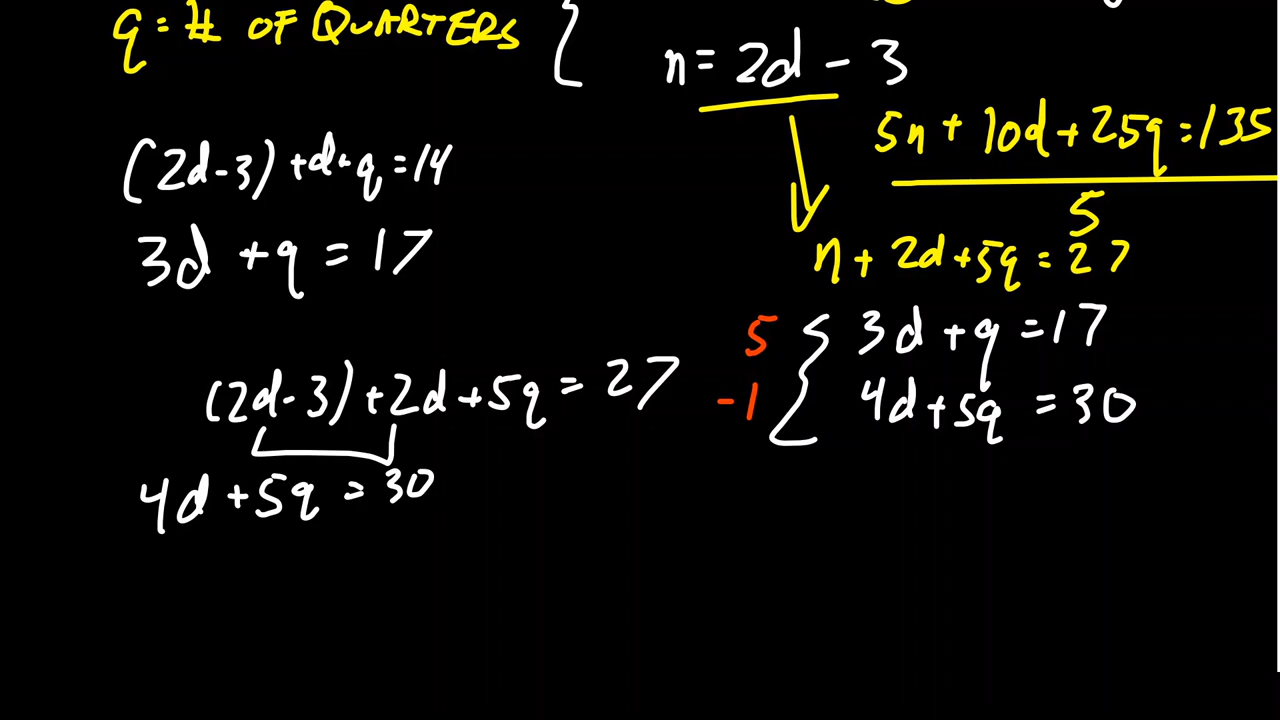 q = # OF QUARTERS
n = 2d - 3
5n + 10d + 25q = 135
5
(2d-3) + d + q = 14
3d + q = 17
n + 2d + 5q = 27
5 { 3d + q = 17
-1 4d + 5q = 30
(2d-3) + 2d + 5q = 27
4d + 5q = 30